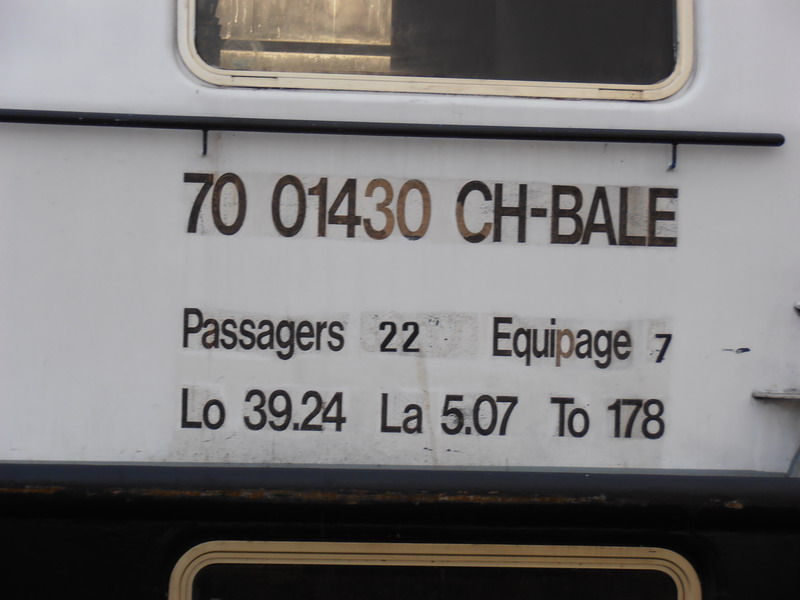 70 01430 CH-BALE
Passagers 22 Equipage 7
Lo 39.24 La 5.07 To 178